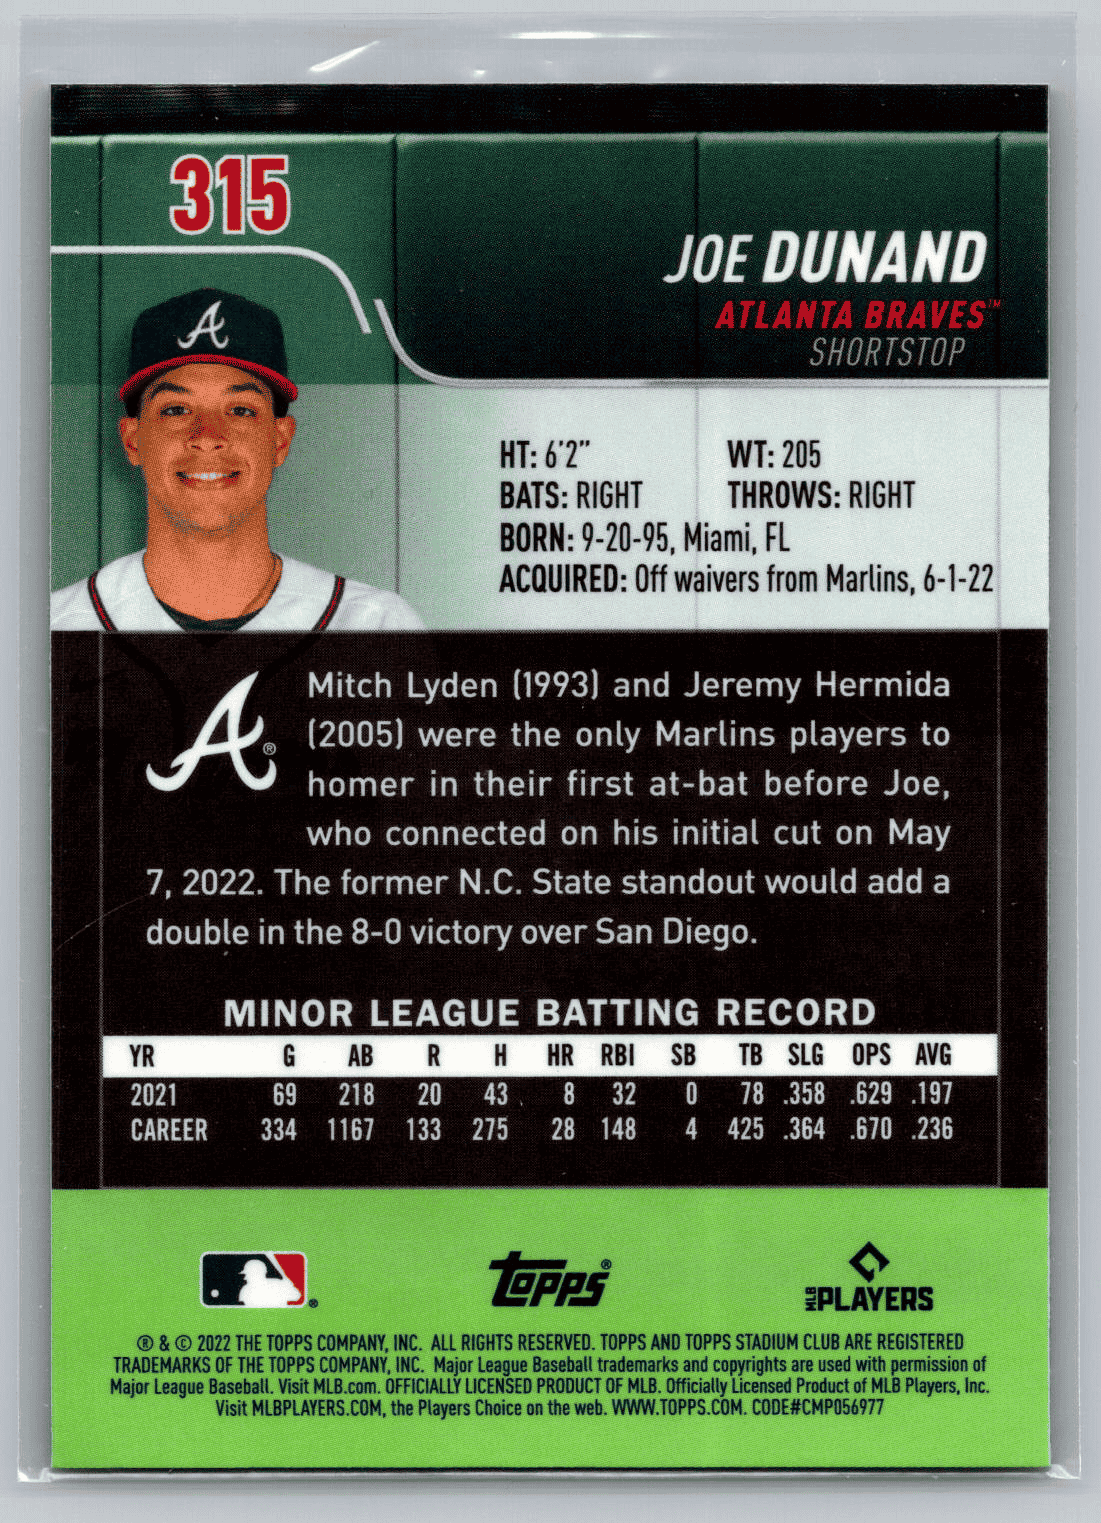 315
JOE DUNAND
ATLANTA BRAVES™
SHORTSTOP
HT: 6'2" WT: 205
BATS: RIGHT THROWS: RIGHT
BORN: 9-20-95, Miami, FL
ACQUIRED: Off waivers from Marlins, 6-1-22
A
A®
Mitch Lyden (1993) and Jeremy Hermida
(2005) were the only Marlins players to
homer in their first at-bat before Joe,
who connected on his initial cut on May
7, 2022. The former N.C. State standout would add a
double in the 8-0 victory over San Diego.
MINOR LEAGUE BATTING RECORD
YR G AB R H HR RBI SB TB SLG OPS AVG
2021 69 218 20 43 8 32 0 78 .358 .629 .197
CAREER 334 1167 133 275 28 148 4 425 .364 .670 .236
®
Topps®
MLB PLAYERS
® & © 2022 THE TOPPS COMPANY, INC. ALL RIGHTS RESERVED. TOPPS AND TOPPS STADIUM CLUB ARE REGISTERED
TRADEMARKS OF THE TOPPS COMPANY, INC. Major League Baseball trademarks and copyrights are used with permission of
Major League Baseball. Visit MLB.com. OFFICIALLY LICENSED PRODUCT OF MLB. Officially Licensed Product of MLB Players, Inc.
Visit MLBPLAYERS.COM, the Players Choice on the web. WWW.TOPPS.COM. CODE#CMP056977